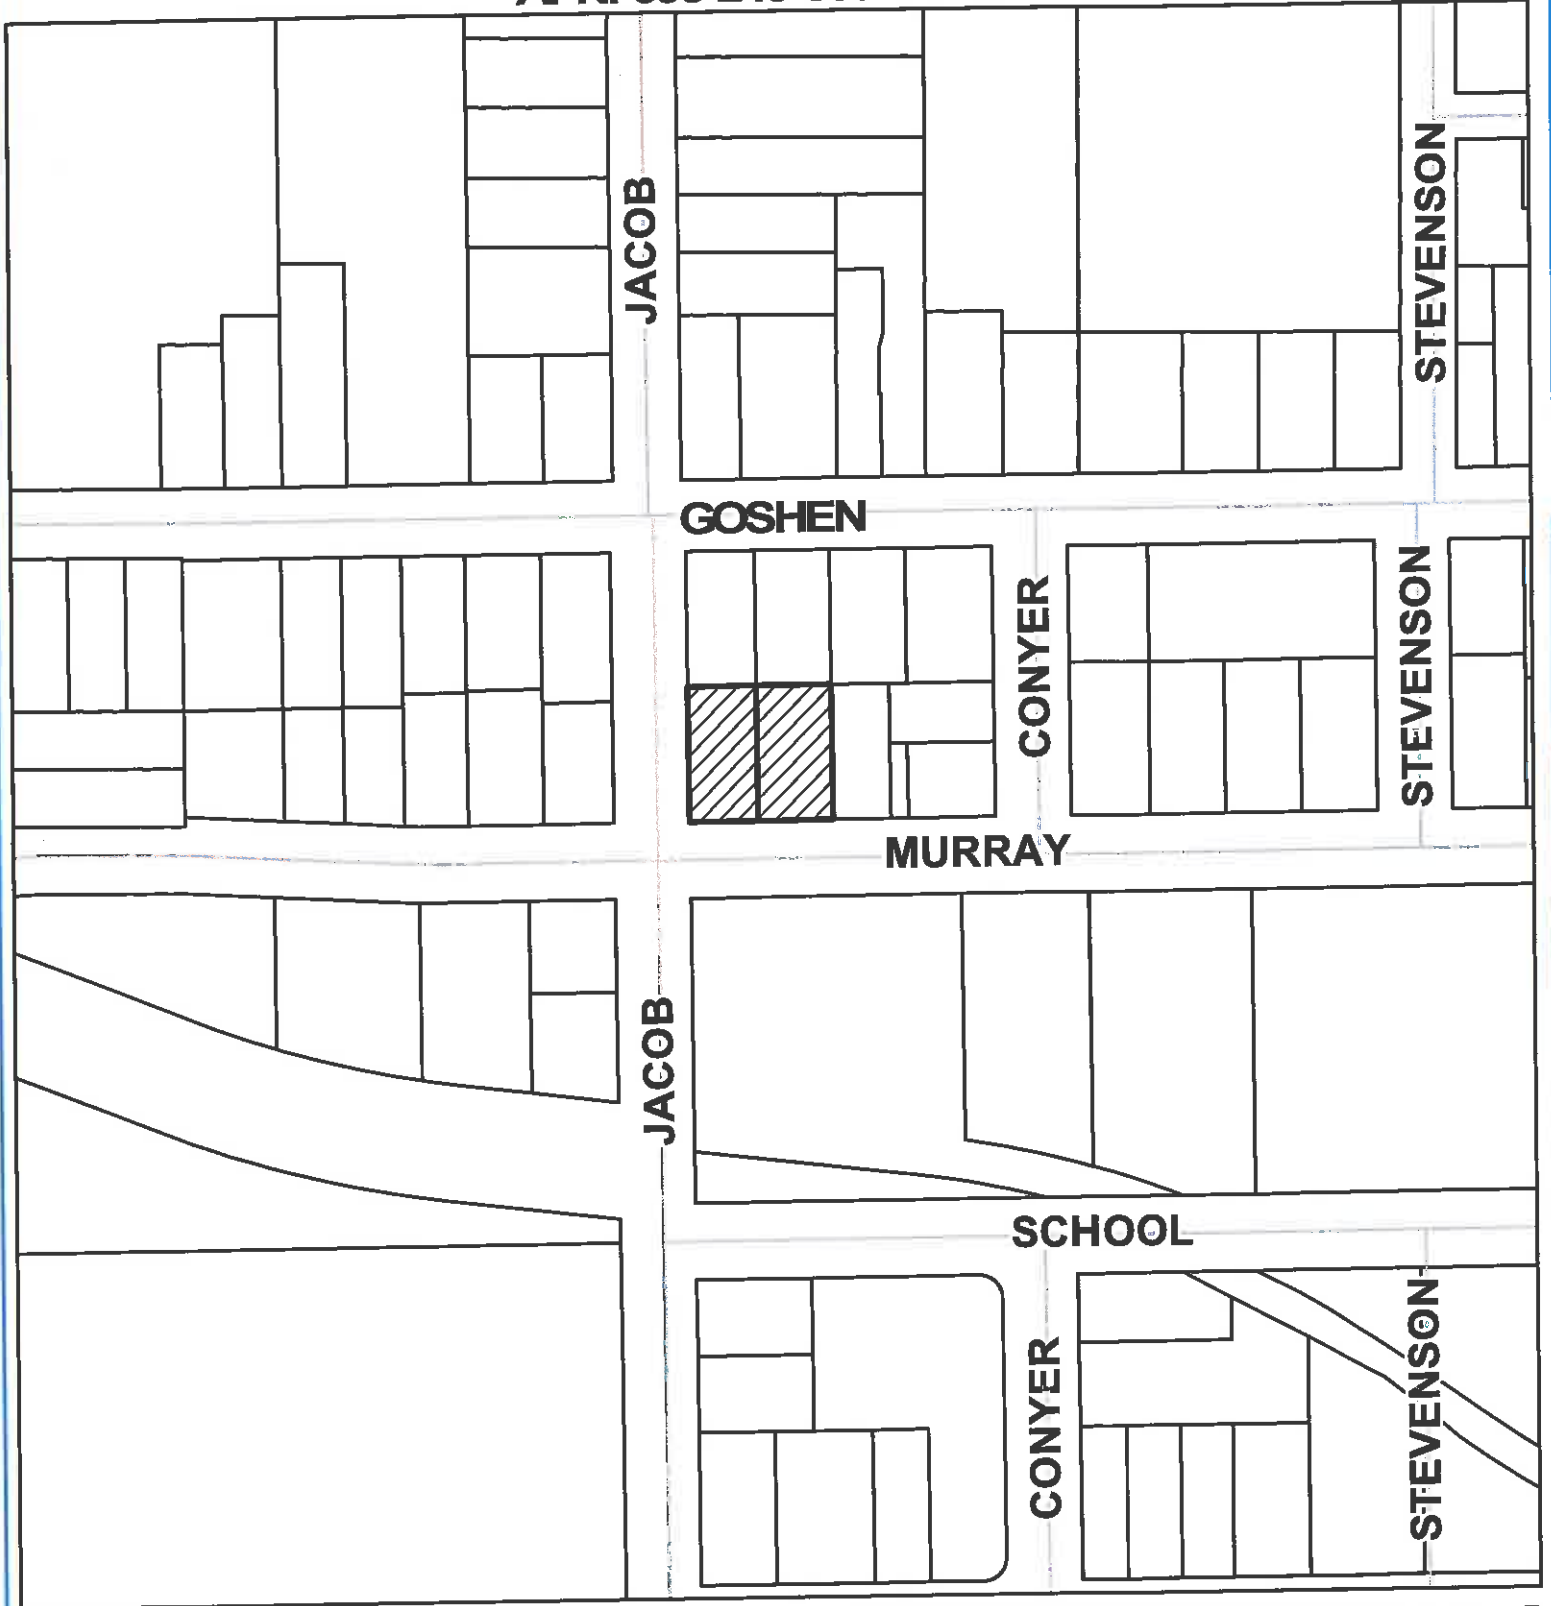 JACOB
STEVENSON
GOSHEN
CONYER
STEVENSON
MURRAY
JACOB
SCHOOL
CONYER
STEVENSON